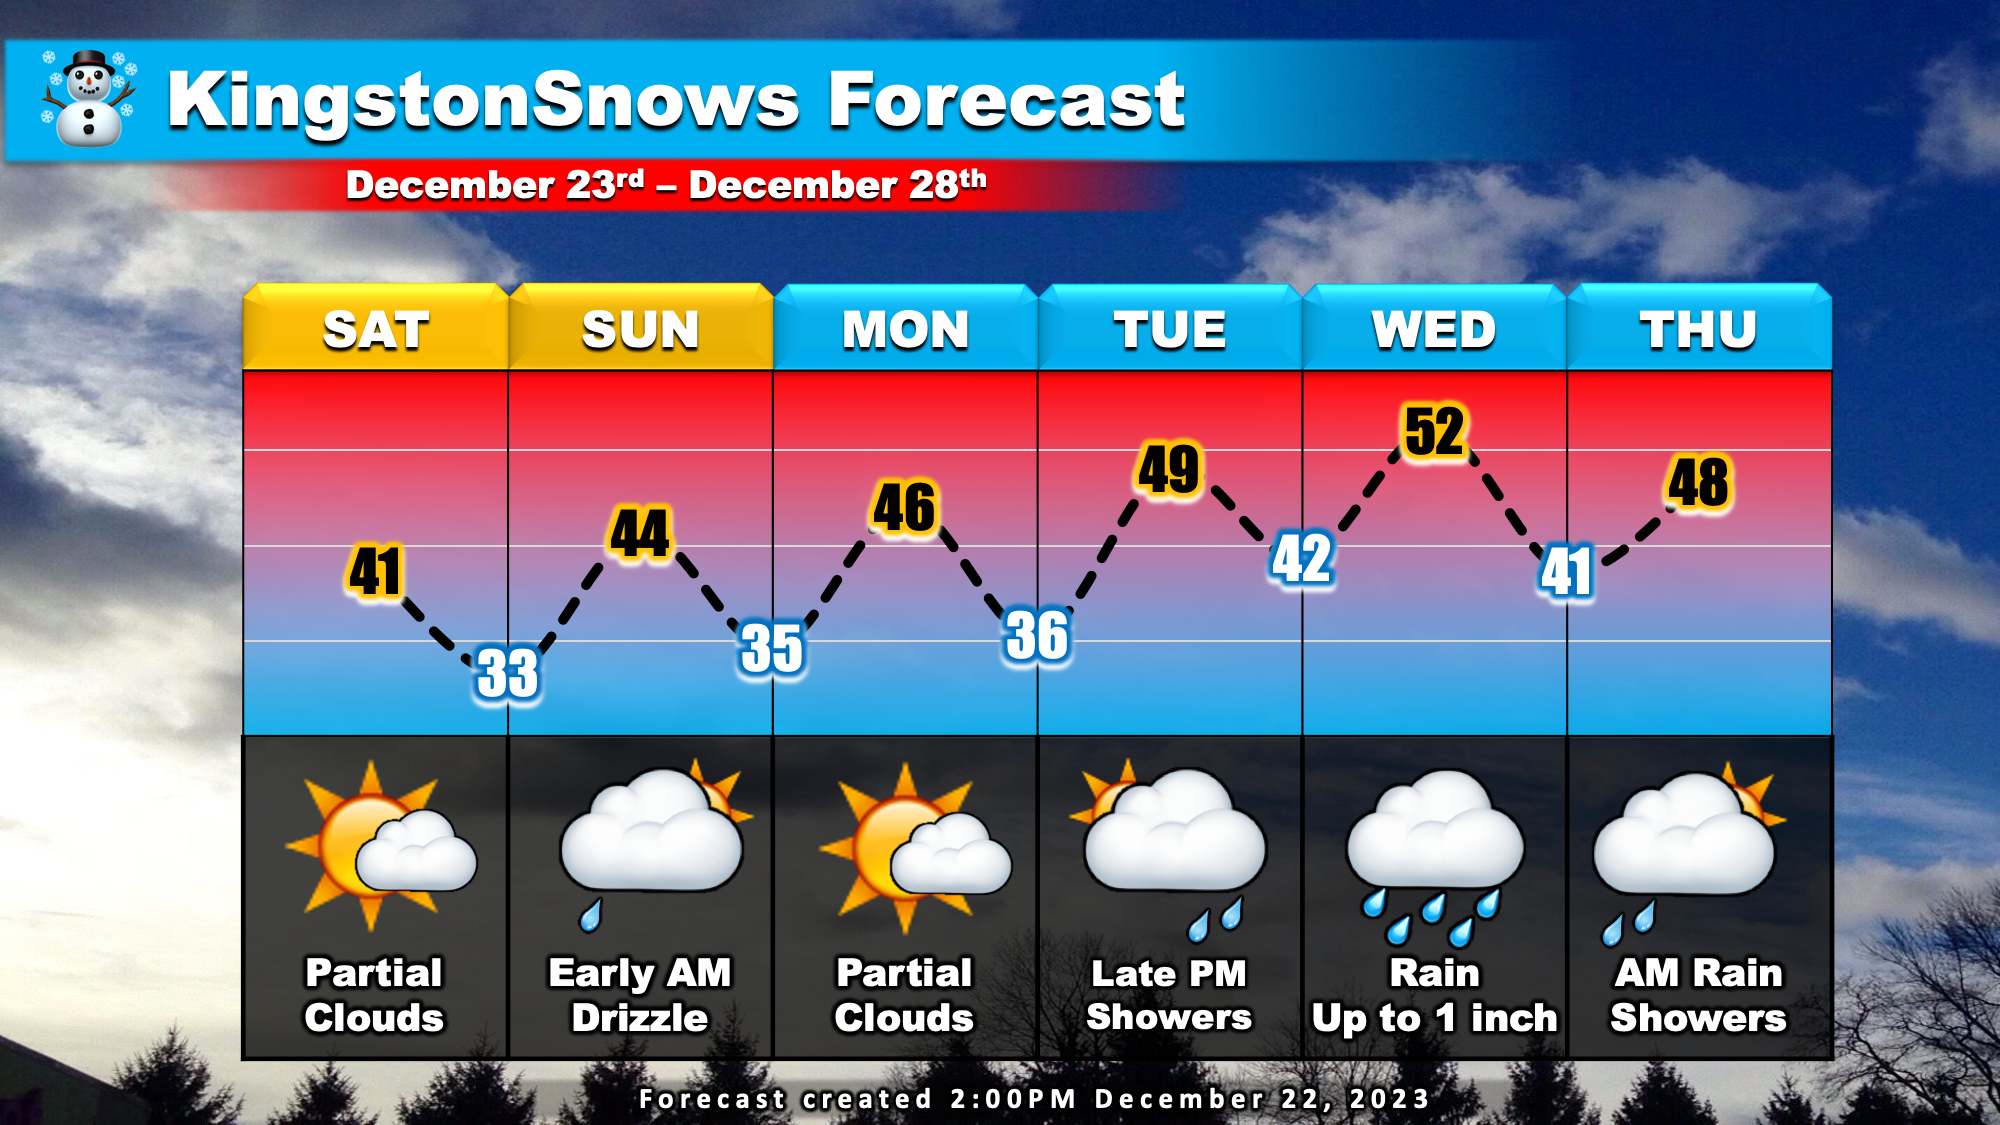 KingstonSnows Forecast
December 23rd – December 28th
SAT SUN MON TUE WED THU
41 33 44 35 46 36 49 42 52 41 48
Partial Clouds
Early AM Drizzle
Partial Clouds
Late PM Showers
Rain Up to 1 inch
AM Rain Showers
Forecast created 2:00PM December 22, 2023